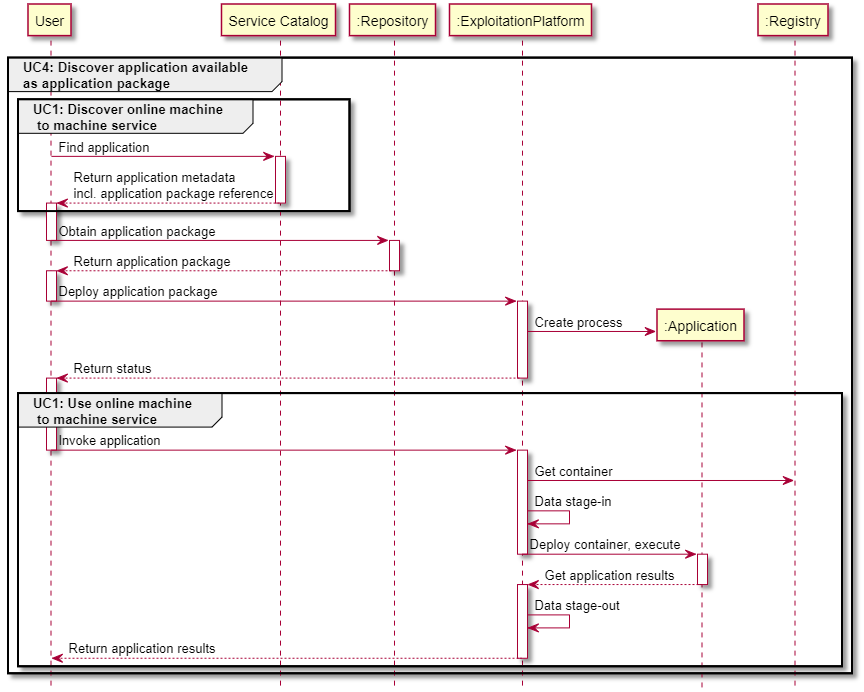 User
Service Catalog
:Repository
:ExploitationPlatform
:Registry
UC4: Discover application available
as application package
UC1: Discover online machine
to machine service
Find application
Return application metadata
incl. application package reference
Obtain application package
Return application package
Deploy application package
Create process
:Application
Return status
UC1: Use online machine
to machine service
Invoke application
Get container
Data stage-in
Deploy container, execute
Get application results
Data stage-out
Return application results